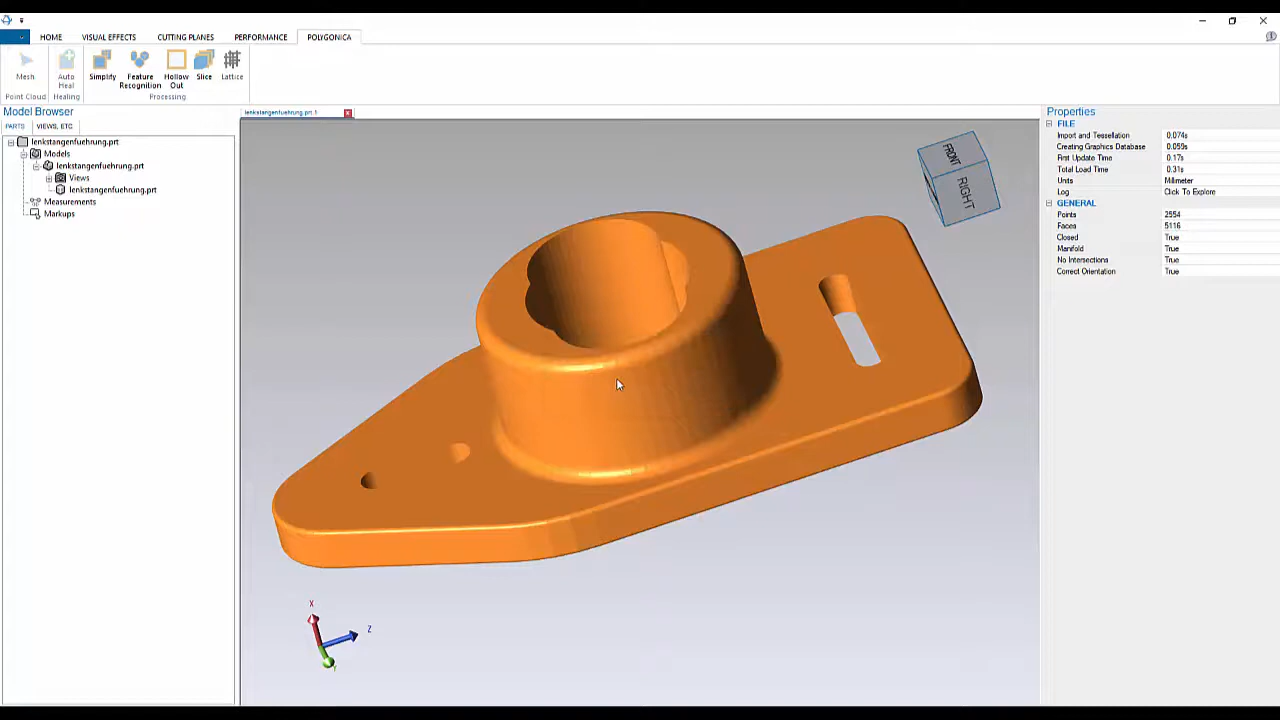 HOME VISUAL EFFECTS CUTTING PLANES PERFORMANCE POLYGONICA
Mesh
Auto Heal
Simplify
Feature Recognition
Hollow Out
Slice
Lattice
Point Cloud Healing Processing
Model Browser
PARTS VIEWS, ETC
lenkstangenfuehrung.prt
Models
lenkstangenfuehrung.prt
Views
lenkstangenfuehrung.prt
Measurements
Markups
lenkstangenfuehrung.prt 1
FRONT
RIGHT
X
Z
Y
Properties
FILE
Import and Tessellation 0.074s
Creating Graphics Database 0.059s
First Update Time 0.17s
Total Load Time 0.31s
Units Millimeter
Log Click To Explore
GENERAL
Points 2554
Faces 5116
Closed True
Manifold True
No Intersections True
Correct Orientation True